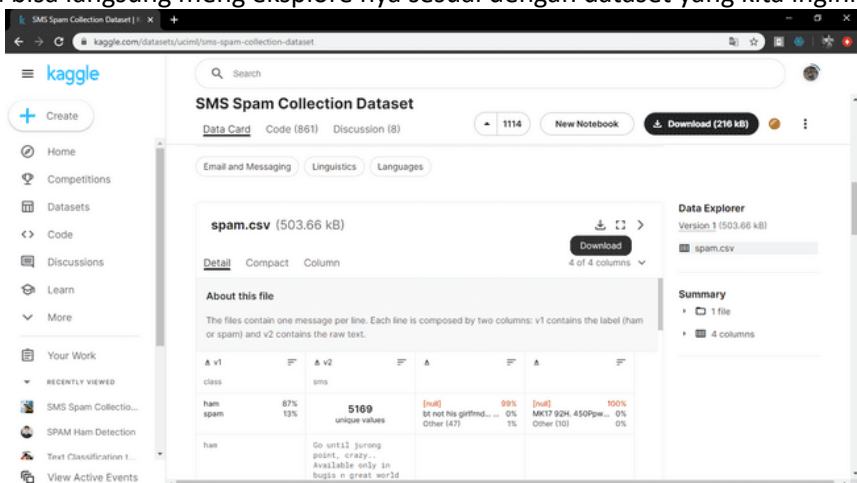 bisa langsung meng eksplore nya sesuai dengan dataset yang kita
SMS Spam Collection Dataset |
kaggle.com/datasets/uciml/sms-spam-collection-dataset
kaggle
Search
Create
Home
Competitions
Datasets
Code
Discussions
Learn
More
Your Work
RECENTLY VIEWED
SMS Spam Collectio...
SPAM Ham Detection
Text Classification t...
View Active Events
SMS Spam Collection Dataset
Data Card Code (861) Discussion (8)
1114 New Notebook Download (216 kB)
Email and Messaging Linguistics Languages
spam.csv (503.66 kB)
Download
Detail Compact Column
4 of 4 columns
About this file
The files contain one message per line. Each line is composed by two columns: v1 contains the label (ham
or spam) and v2 contains the raw text.
v1 v2
class sms
ham 87%
spam 13%
5169
unique values
[null] 99%
bt not his girlfrnd... ... 0%
Other (47) 1%
[null] 100%
MK17 92H. 450Ppw... 0%
Other (10) 0%
ham
Go until jurong
point, crazy..
Available only in
bugis n great world
Data Explorer
Version 1 (503.66 kB)
spam.csv
Summary
1 file
4 columns